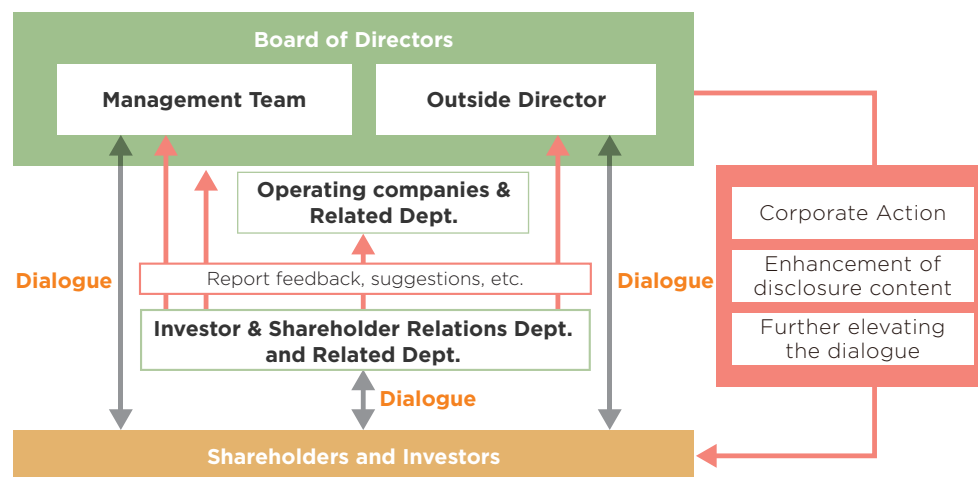 Board of Directors
Management Team
Outside Director
Operating companies &
Related Dept.
Corporate Action
Dialogue
Report feedback, suggestions, etc.
Dialogue
Enhancement of
disclosure content
Investor & Shareholder Relations Dept.
and Related Dept.
Further elevating
the dialogue
Dialogue
Shareholders and Investors